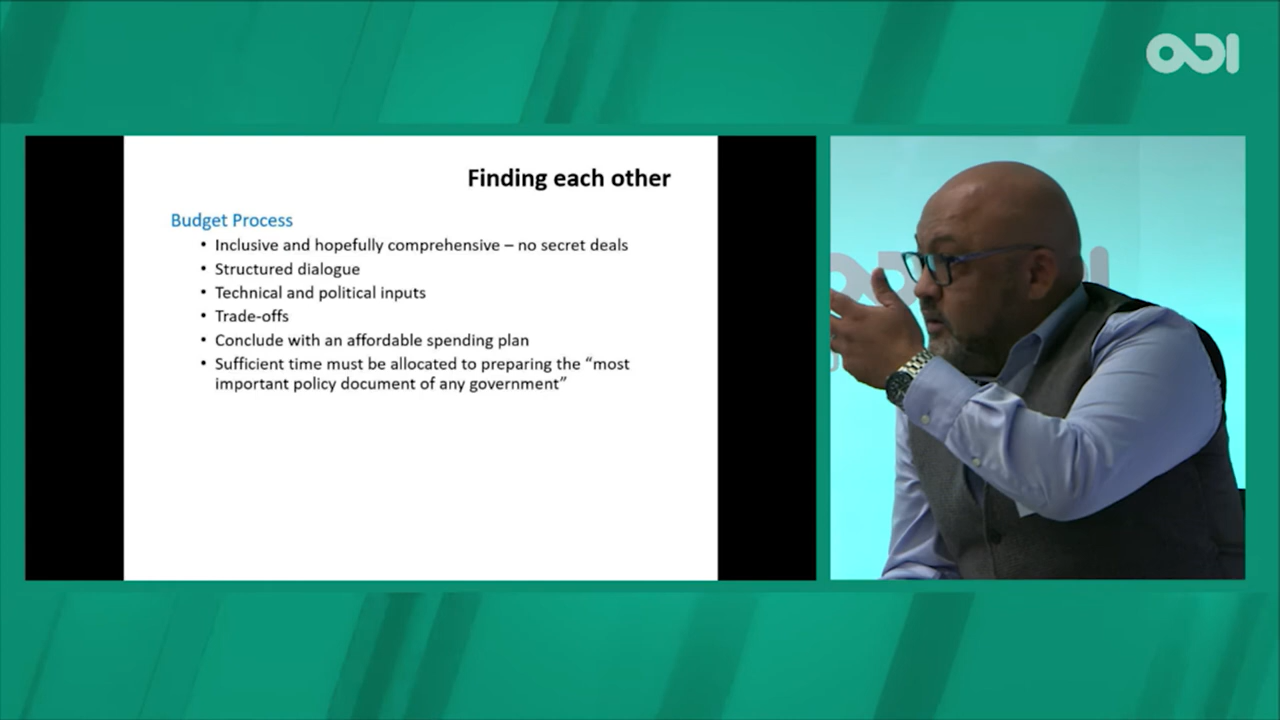 ODI
Finding each other
Budget Process
• Inclusive and hopefully comprehensive – no secret deals
• Structured dialogue
• Technical and political inputs
• Trade-offs
• Conclude with an affordable spending plan
• Sufficient time must be allocated to preparing the “most
important policy document of any government”